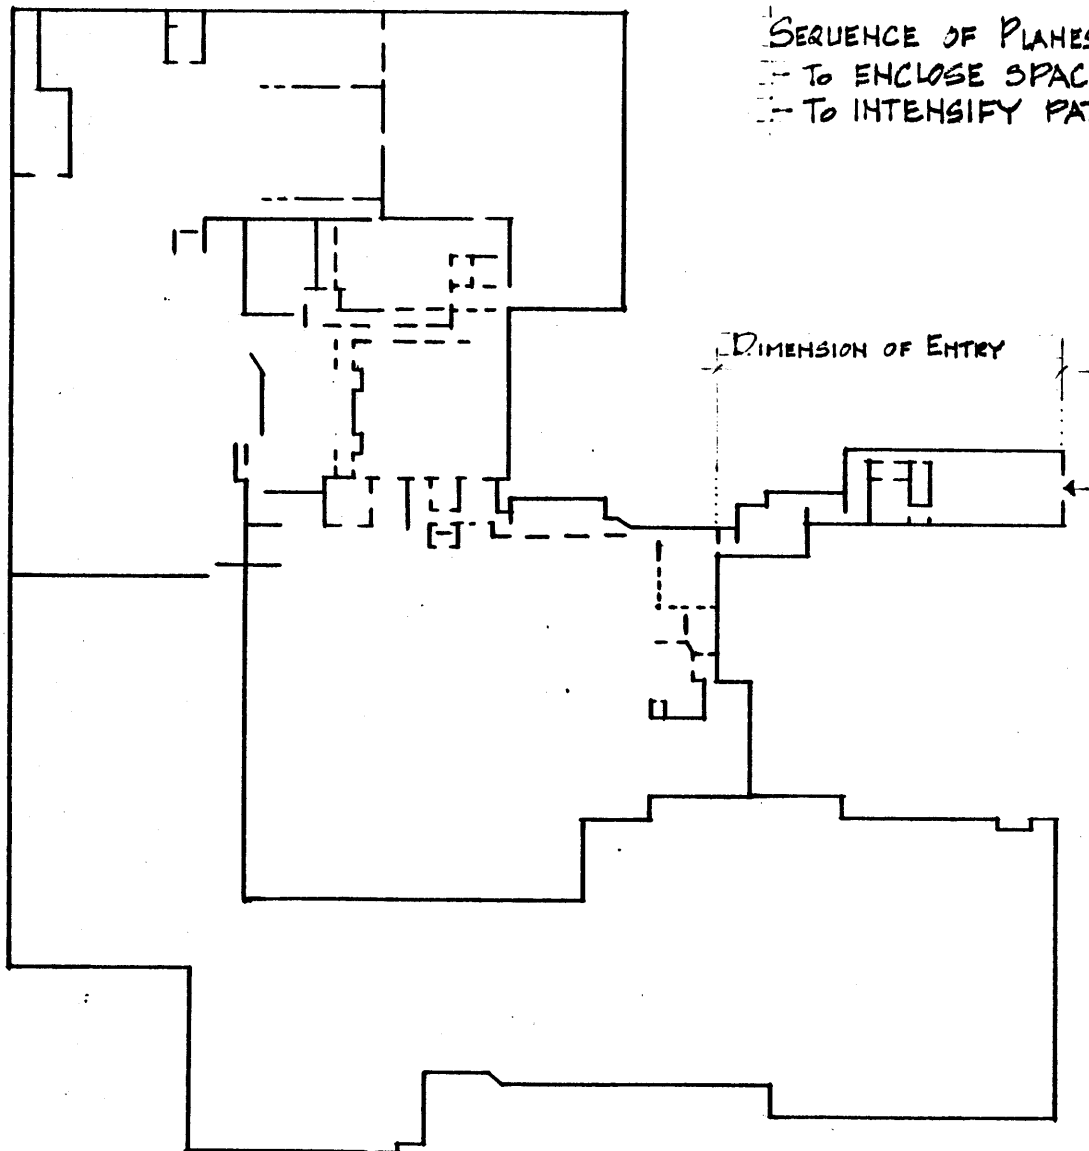 SEQUENCE OF PLANES
- TO ENCLOSE SPAC
- TO INTENSIFY PAT
DIMENSION OF ENTRY